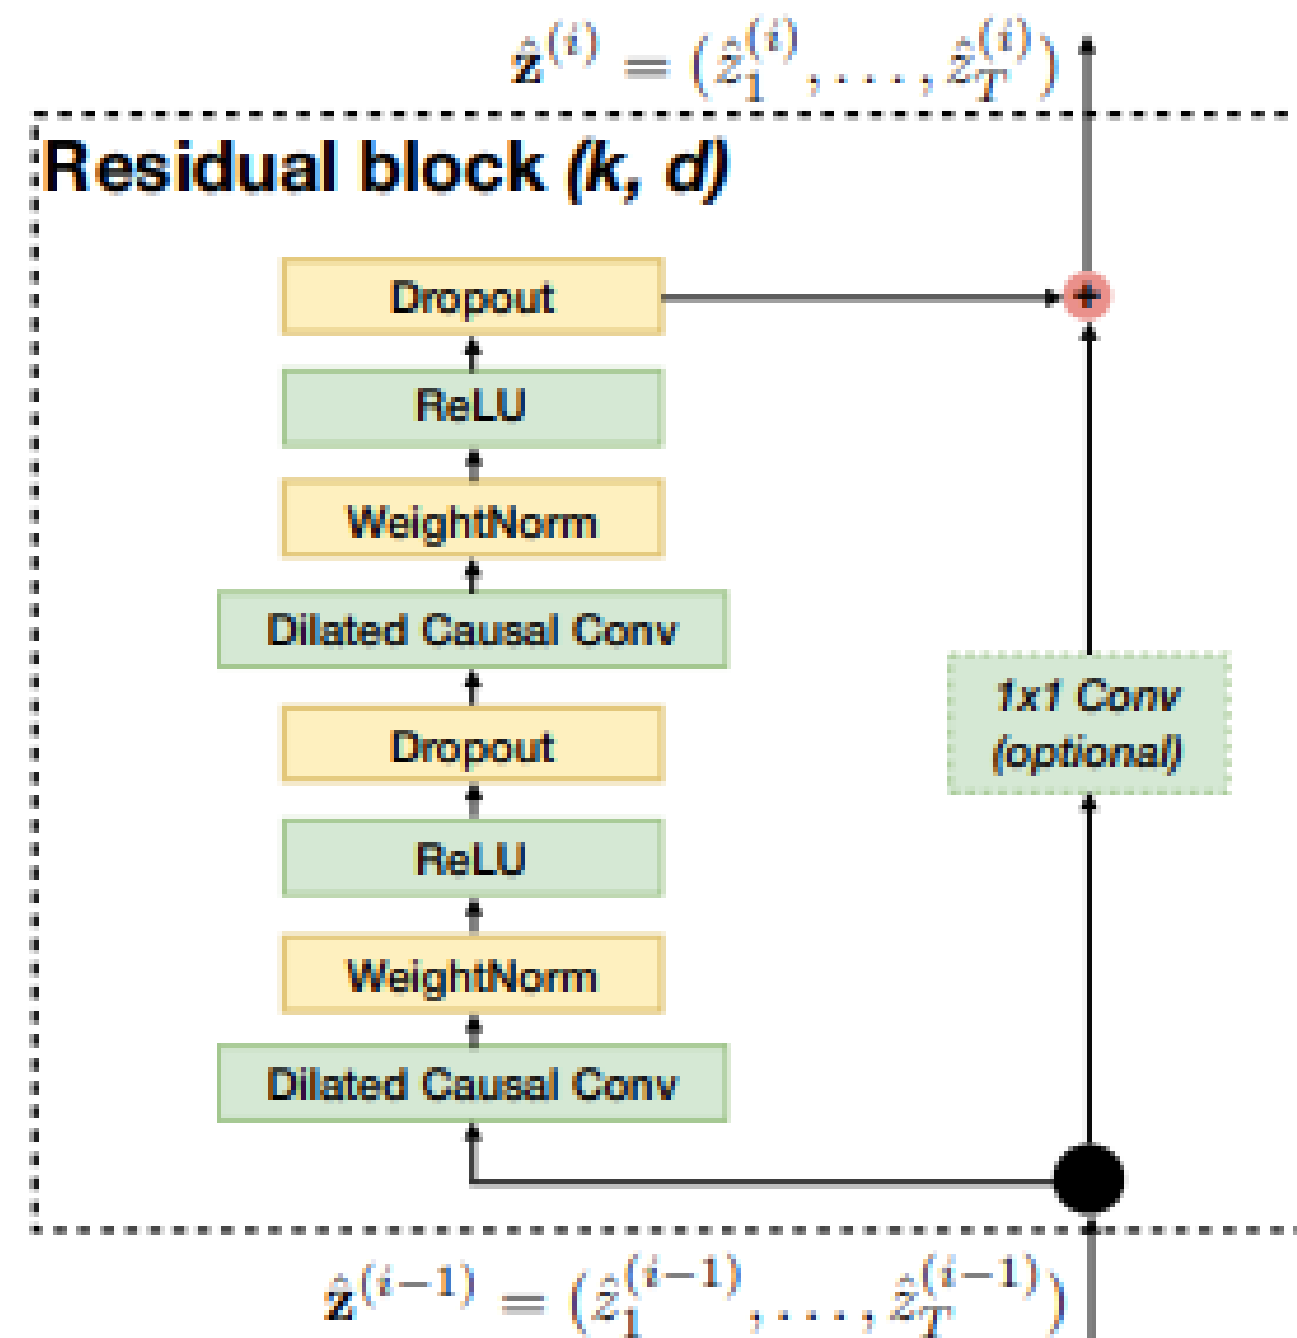 ẑ^(i) = (ẑ_1^(i), . . . , ẑ_T^(i))
Residual block (k, d)
Dropout
+
ReLU
WeightNorm
Dilated Causal Conv
1x1 Conv
(optional)
Dropout
ReLU
WeightNorm
Dilated Causal Conv
ẑ^(i−1) = (ẑ_1^(i−1), . . . , ẑ_T^(i−1))